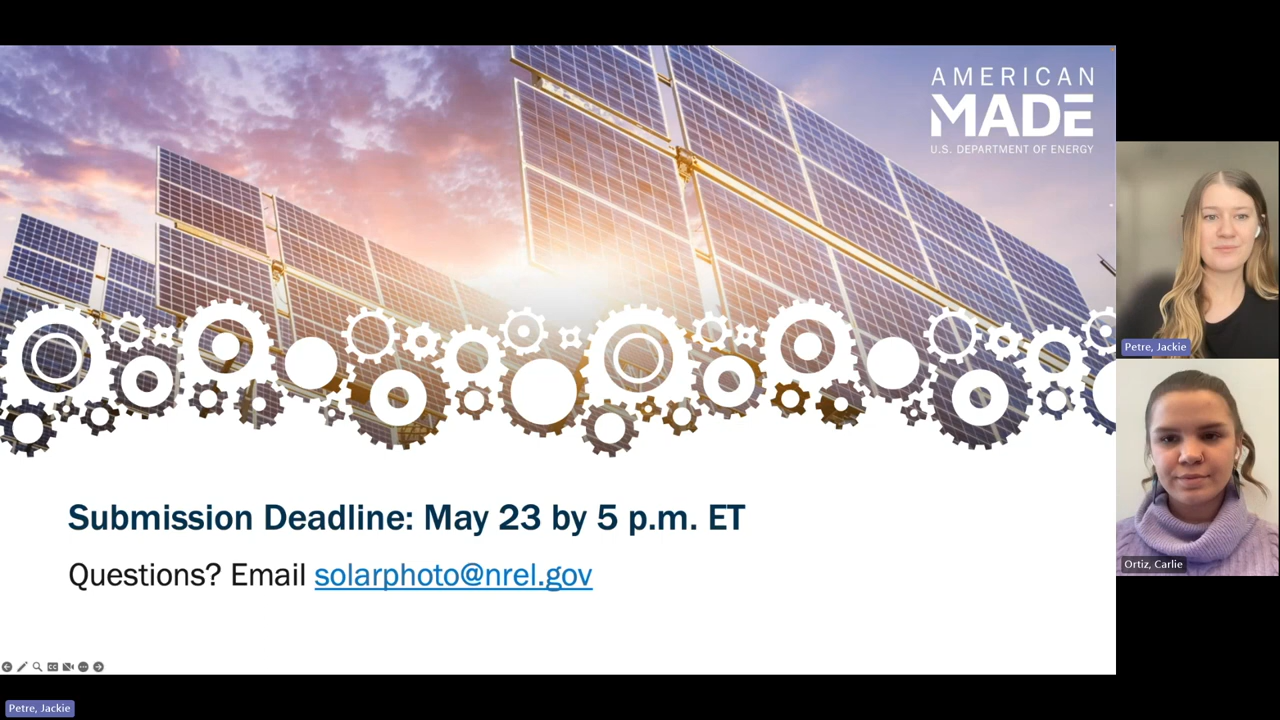 AMERICAN
MADE
U.S. DEPARTMENT OF ENERGY
Submission Deadline: May 23 by 5 p.m. ET
Questions? Email solarphoto@nrel.gov
Petre, Jackie
Ortiz, Carlie
Petre, Jackie